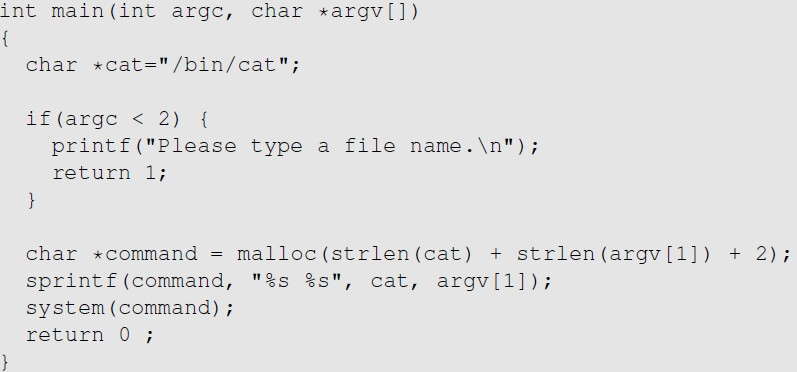 int main(int argc, char *argv[])
{
  char *cat="/bin/cat";

  if(argc < 2) {
    printf("Please type a file name.\n");
    return 1;
  }

  char *command = malloc(strlen(cat) + strlen(argv[1]) + 2);
  sprintf(command, "%s %s", cat, argv[1]);
  system(command);
  return 0 ;
}